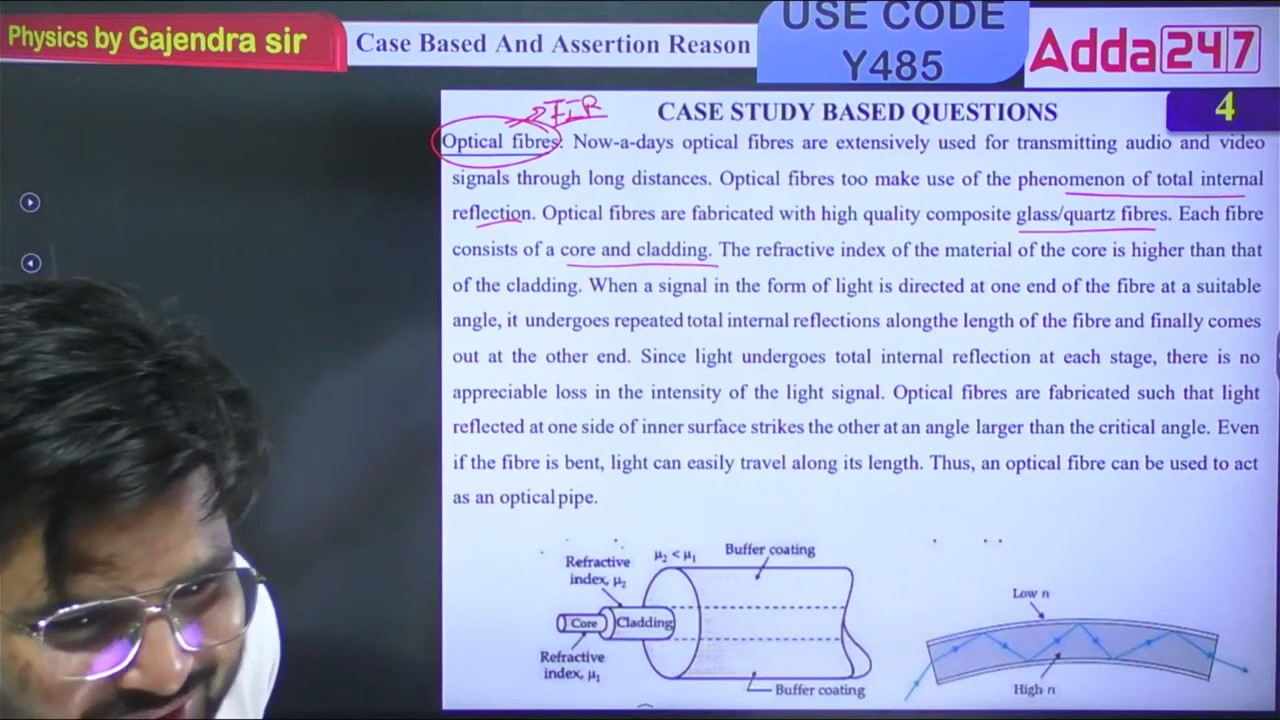 Physics by Gajendra sir
Case Based And Assertion Reason
USE CODE
Y485
Adda247
4
CASE STUDY BASED QUESTIONS
TIR
Optical fibres: Now-a-days optical fibres are extensively used for transmitting audio and video
signals through long distances. Optical fibres too make use of the phenomenon of total internal
reflection. Optical fibres are fabricated with high quality composite glass/quartz fibres. Each fibre
consists of a core and cladding. The refractive index of the material of the core is higher than that
of the cladding. When a signal in the form of light is directed at one end of the fibre at a suitable
angle, it undergoes repeated total internal reflections alongthe length of the fibre and finally comes
out at the other end. Since light undergoes total internal reflection at each stage, there is no
appreciable loss in the intensity of the light signal. Optical fibres are fabricated such that light
reflected at one side of inner surface strikes the other at an angle larger than the critical angle. Even
if the fibre is bent, light can easily travel along its length. Thus, an optical fibre can be used to act
as an optical pipe.
Refractive
index, μ₂
μ₂ < μ₁
Buffer coating
Core
Cladding
Refractive
index, μ₁
Buffer coating
Low n
High n